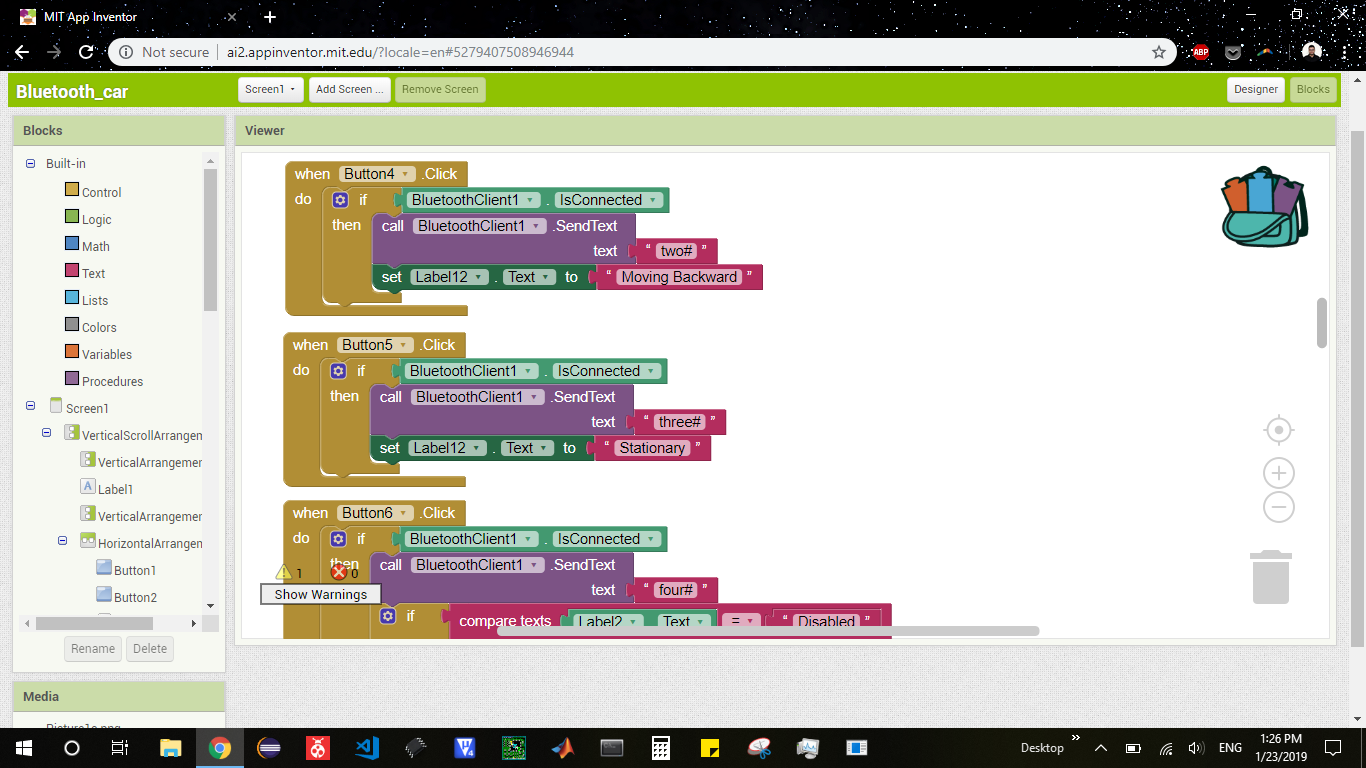 MIT App Inventor
Not secure | ai2.appinventor.mit.edu/?locale=en#5279407508946944
ABP
Bluetooth_car
Screen1
Add Screen ...
Remove Screen
Designer
Blocks
Blocks
Viewer
Built-in
Control
Logic
Math
Text
Lists
Colors
Variables
Procedures
Screen1
VerticalScrollArrangem
VerticalArrangemen
Label1
VerticalArrangemen
HorizontalArrangen
Button1
Button2
Rename
Delete
Media
when Button4 .Click
do if BluetoothClient1 . IsConnected
then call BluetoothClient1 .SendText
text “ two# ”
set Label12 . Text to “ Moving Backward ”
when Button5 .Click
do if BluetoothClient1 . IsConnected
then call BluetoothClient1 .SendText
text “ three# ”
set Label12 . Text to “ Stationary ”
when Button6 .Click
do if BluetoothClient1 . IsConnected
then call BluetoothClient1 .SendText
text “ four# ”
if compare texts Label2 . Text = “ Disabled ”
1 0
Show Warnings
Desktop
ENG
1:26 PM
1/23/2019